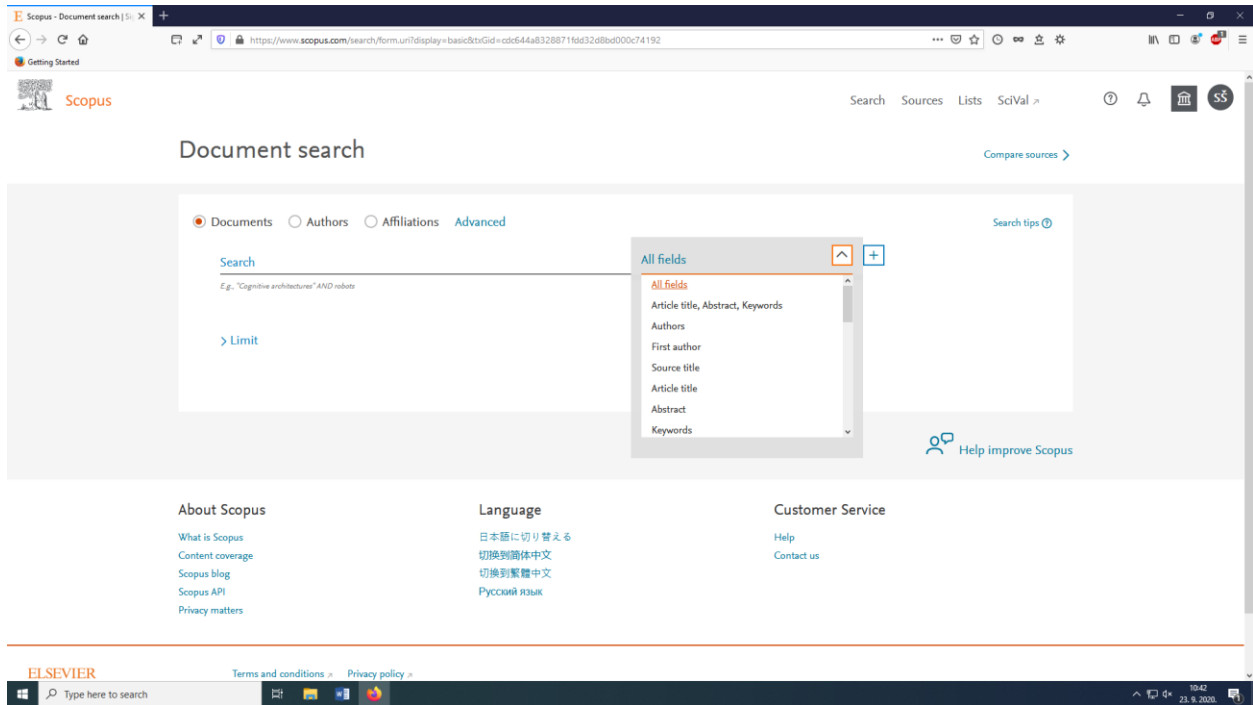 Scopus - Document search | Si
https://www.scopus.com/search/form.uri?display=basic&txGid=cdc644a8328871fdd32d8bd000c74192
Getting Started
Scopus
Search Sources Lists SciVal
SŠ
Document search
Compare sources
Documents Authors Affiliations Advanced
Search tips
Search
All fields
E.g., "Cognitive architectures" AND robots
All fields
Article title, Abstract, Keywords
Authors
First author
Limit
Source title
Article title
Abstract
Keywords
Help improve Scopus
About Scopus
What is Scopus
Content coverage
Scopus blog
Scopus API
Privacy matters
Language
日本語に切り替える
切换到简体中文
切換到繁體中文
Русский язык
Customer Service
Help
Contact us
ELSEVIER
Terms and conditions Privacy policy
Type here to search
10:42
23. 9. 2020.